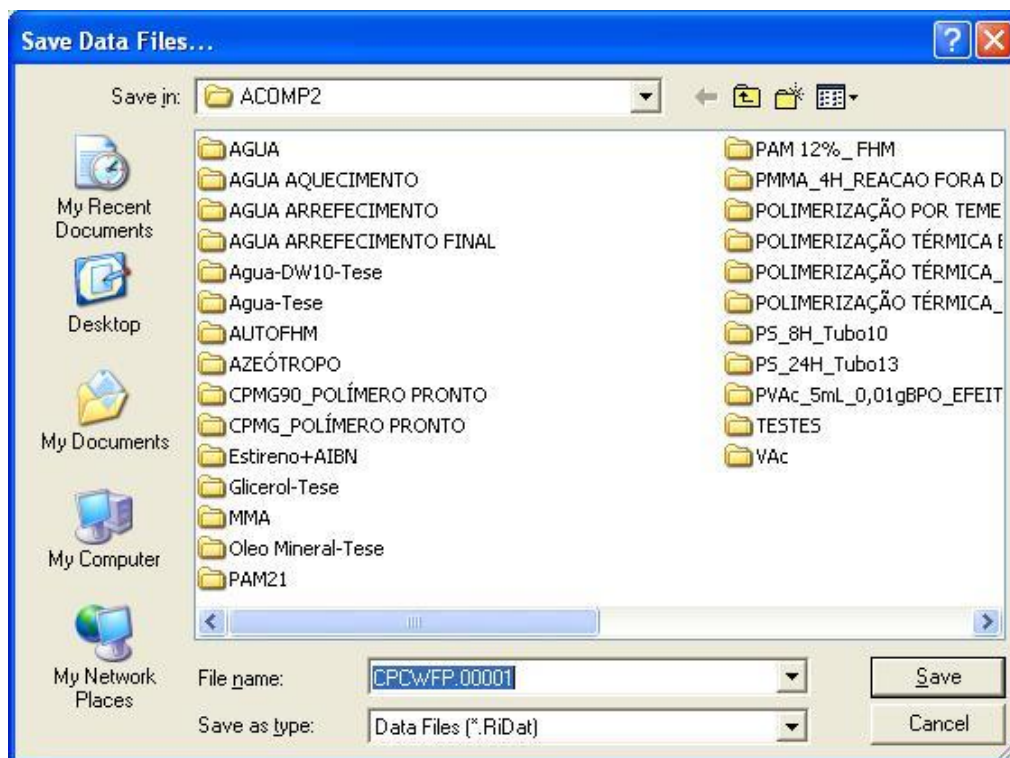 Save Data Files...
Save in:
ACOMP2
My Recent
Documents
Desktop
My Documents
My Computer
My Network
Places
AGUA
AGUA AQUECIMENTO
AGUA ARREFECIMENTO
AGUA ARREFECIMENTO FINAL
Agua-DW10-Tese
Agua-Tese
AUTOFHM
AZEÓTROPO
CPMG90_POLÍMERO PRONTO
CPMG_POLÍMERO PRONTO
Estireno+AIBN
Glicerol-Tese
MMA
Oleo Mineral-Tese
PAM21
PAM 12%_ FHM
PMMA_4H_REACAO FORA D
POLIMERIZAÇÃO POR TEME
POLIMERIZAÇÃO TÉRMICA E
POLIMERIZAÇÃO TÉRMICA_
POLIMERIZAÇÃO TÉRMICA_
PS_8H_Tubo10
PS_24H_Tubo13
PVAc_5mL_0,01gBPO_EFEIT
TESTES
VAc
File name:
CPCWFP.00001
Save
Save as type:
Data Files (*.RiDat)
Cancel